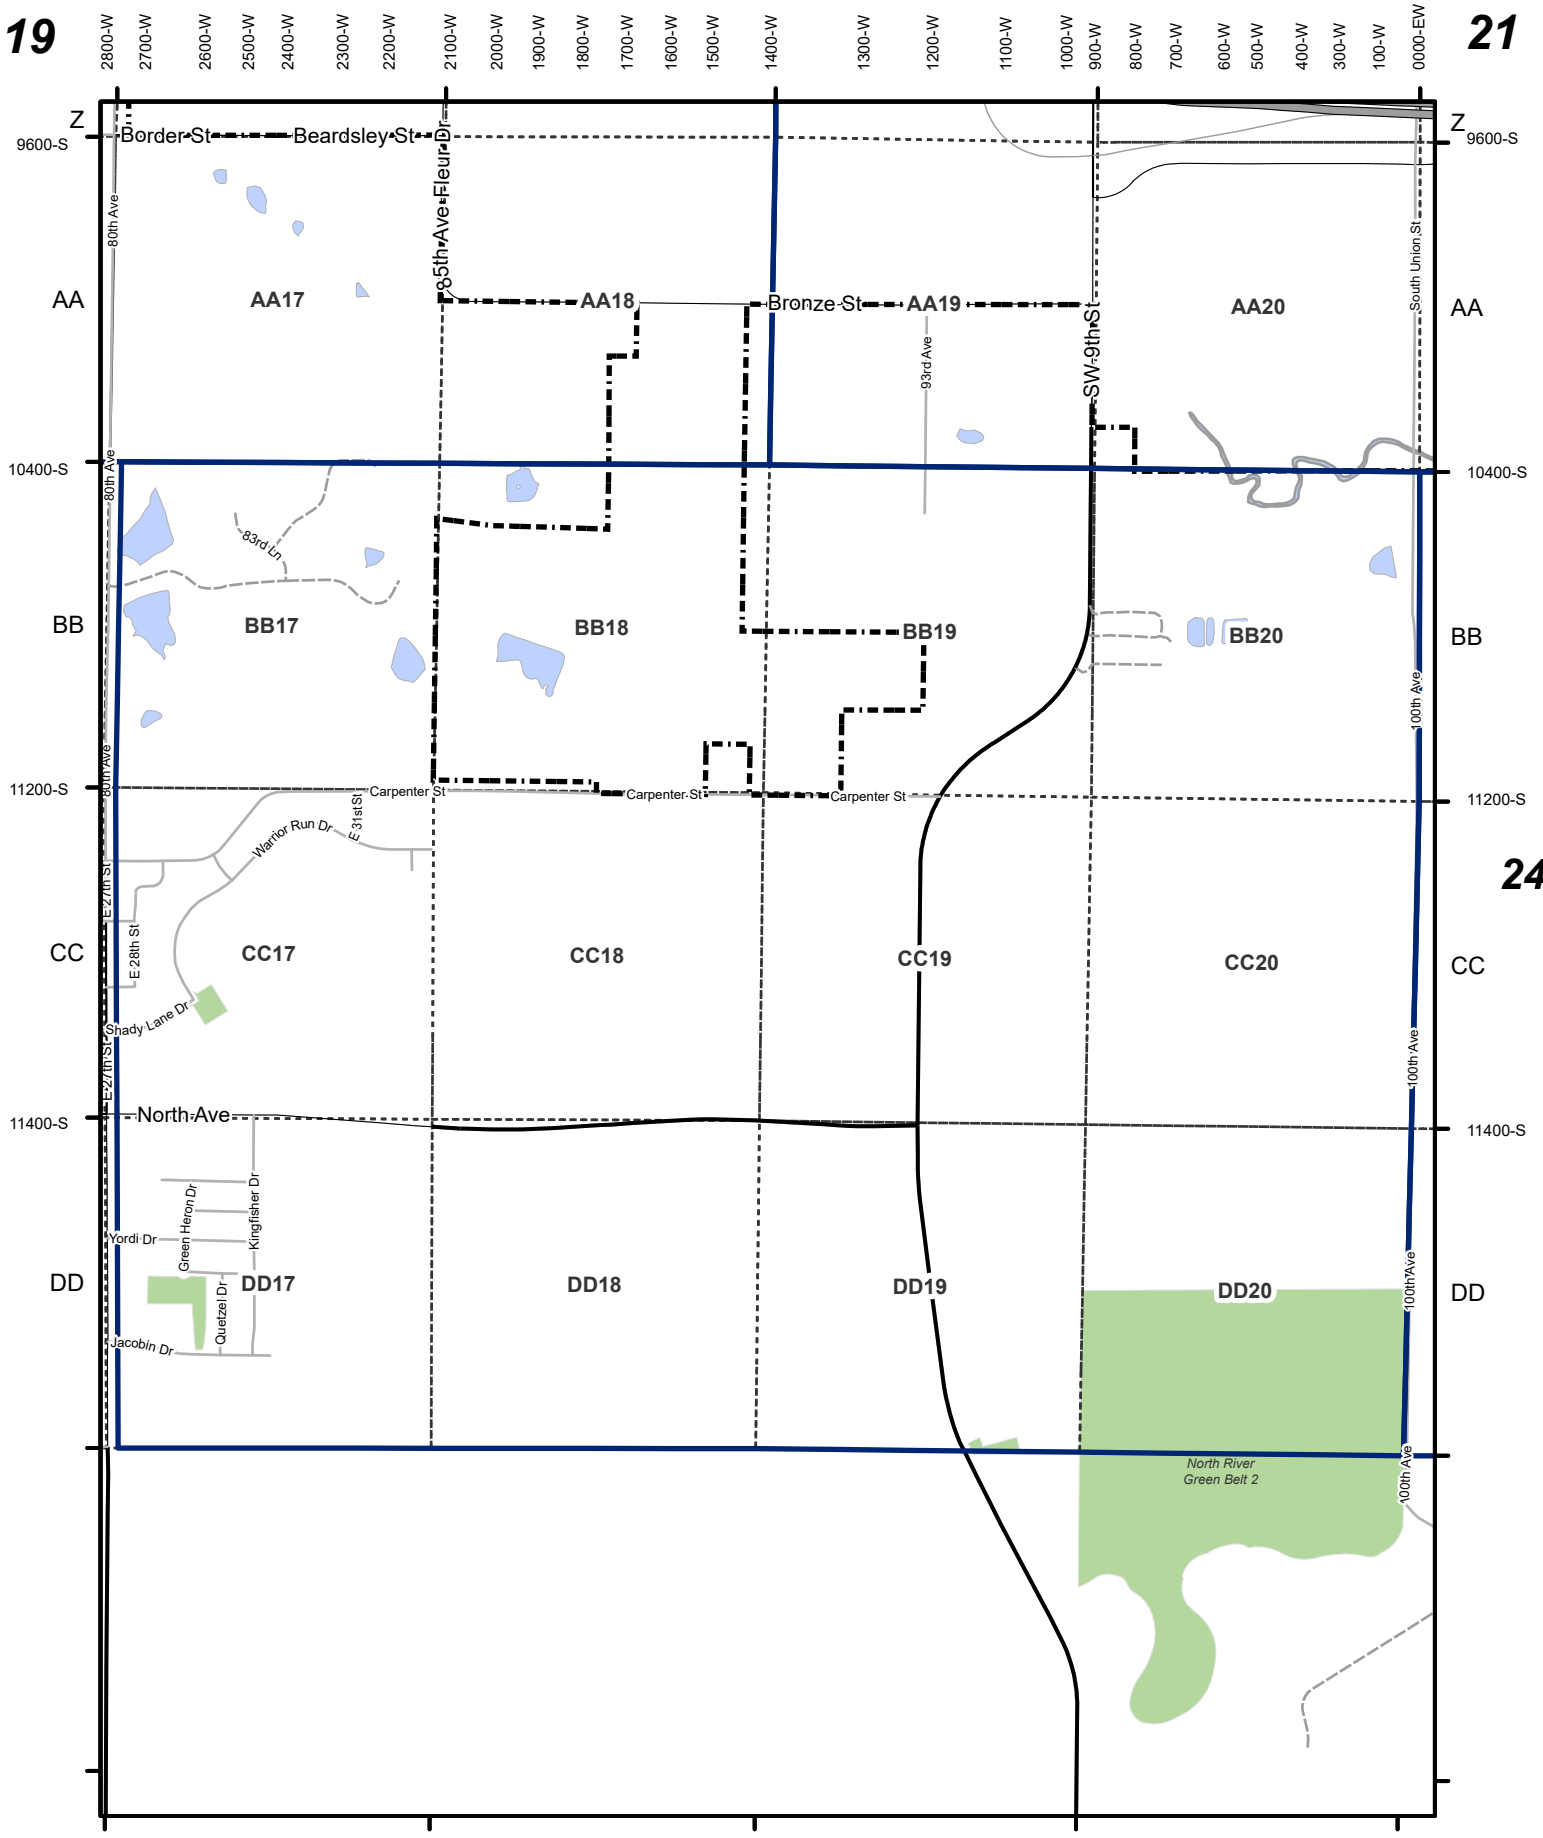 19
21
2800-W
2700-W
2600-W
2500-W
2400-W
2300-W
2200-W
2100-W
2000-W
1900-W
1800-W
1700-W
1600-W
1500-W
1400-W
1300-W
1200-W
1100-W
1000-W
900-W
800-W
700-W
600-W
500-W
400-W
300-W
100-W
0000-EW
Z
9600-S
Z
9600-S
Border St
Beardsley St
85th Ave Fleur Dr
80th Ave
South Union St
AA
AA17
AA18
Bronze St
AA19
AA20
AA
SW 9th St
93rd Ave
10400-S
80th Ave
10400-S
83rd Ln
BB
BB17
BB18
BB19
BB20
BB
100th Ave
80th Ave
11200-S
Carpenter St
Carpenter St
Carpenter St
11200-S
E 31st St
Warrior Run Dr
24
E 27th St
E 28th St
CC
CC17
CC18
CC19
CC20
CC
Shady Lane Dr
E 27th St
100th Ave
11400-S
North Ave
11400-S
Kingfisher Dr
Green Heron Dr
Yordi Dr
DD
DD17
DD18
DD19
DD20
DD
100th Ave
Quetzel Dr
Jacobin Dr
100th Ave
North River
Green Belt 2